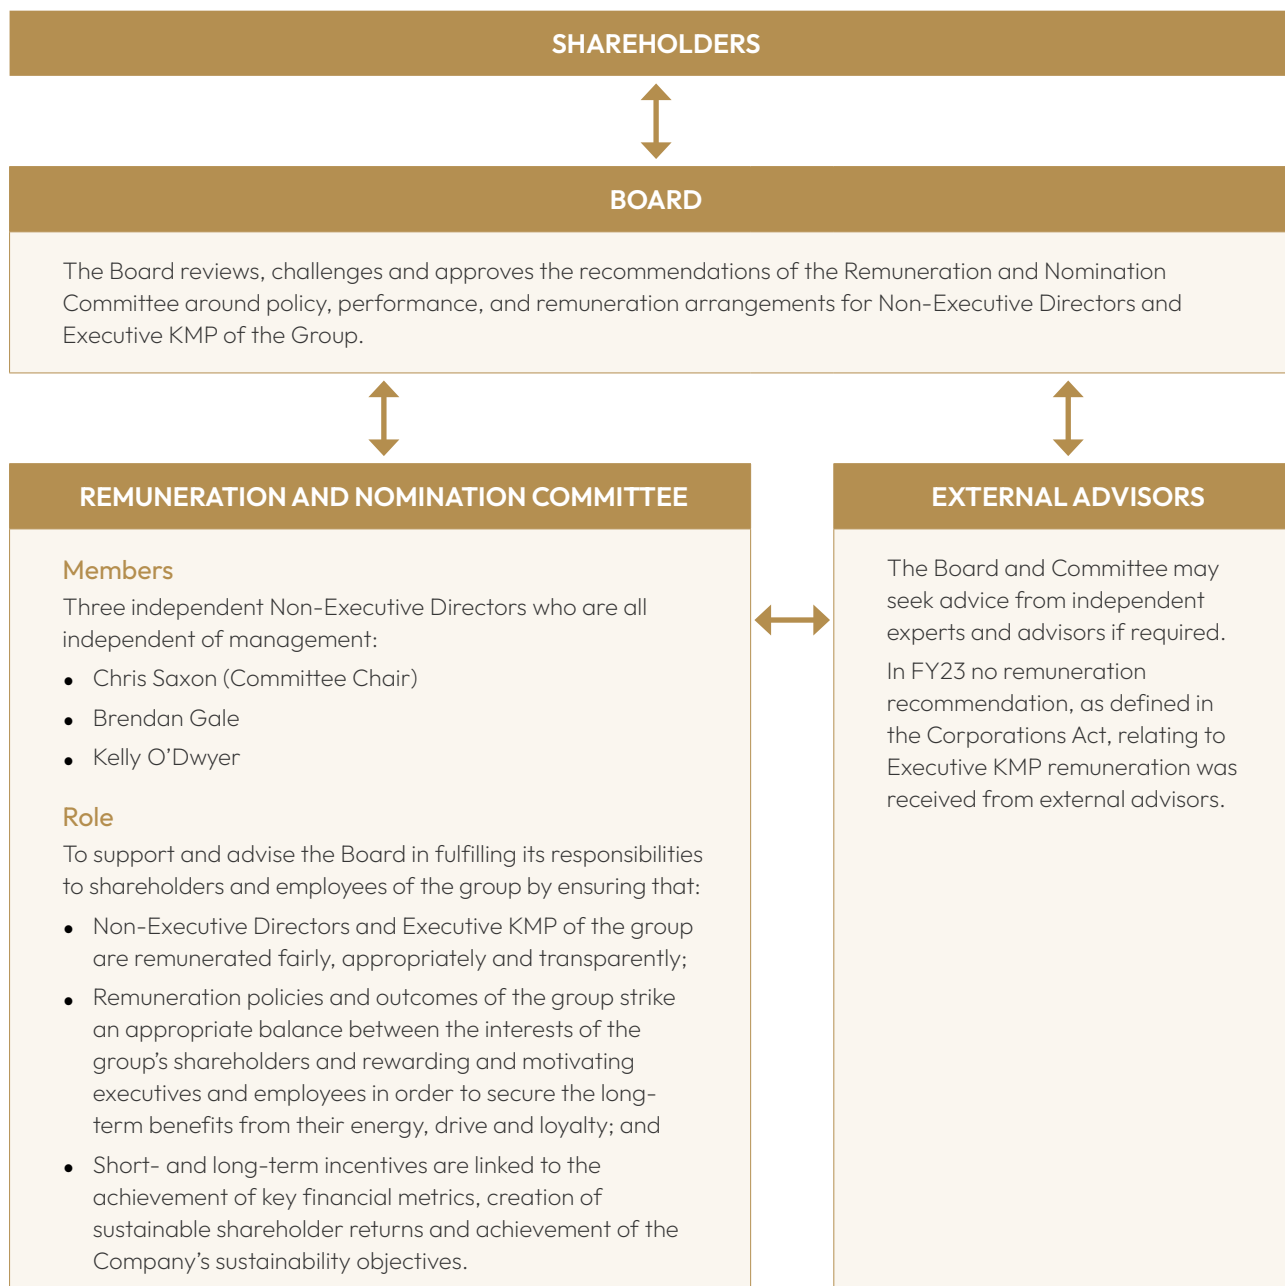 SHAREHOLDERS
BOARD
The Board reviews, challenges and approves the recommendations of the Remuneration and Nomination
Committee around policy, performance, and remuneration arrangements for Non-Executive Directors and
Executive KMP of the Group.
REMUNERATION AND NOMINATION COMMITTEE
Members
Three independent Non-Executive Directors who are all
independent of management:
• Chris Saxon (Committee Chair)
• Brendan Gale
• Kelly O’Dwyer
Role
To support and advise the Board in fulfilling its responsibilities
to shareholders and employees of the group by ensuring that:
• Non-Executive Directors and Executive KMP of the group
are remunerated fairly, appropriately and transparently;
• Remuneration policies and outcomes of the group strike
an appropriate balance between the interests of the
group’s shareholders and rewarding and motivating
executives and employees in order to secure the long-
term benefits from their energy, drive and loyalty; and
• Short- and long-term incentives are linked to the
achievement of key financial metrics, creation of
sustainable shareholder returns and achievement of the
Company’s sustainability objectives.
EXTERNAL ADVISORS
The Board and Committee may
seek advice from independent
experts and advisors if required.
In FY23 no remuneration
recommendation, as defined in
the Corporations Act, relating to
Executive KMP remuneration was
received from external advisors.